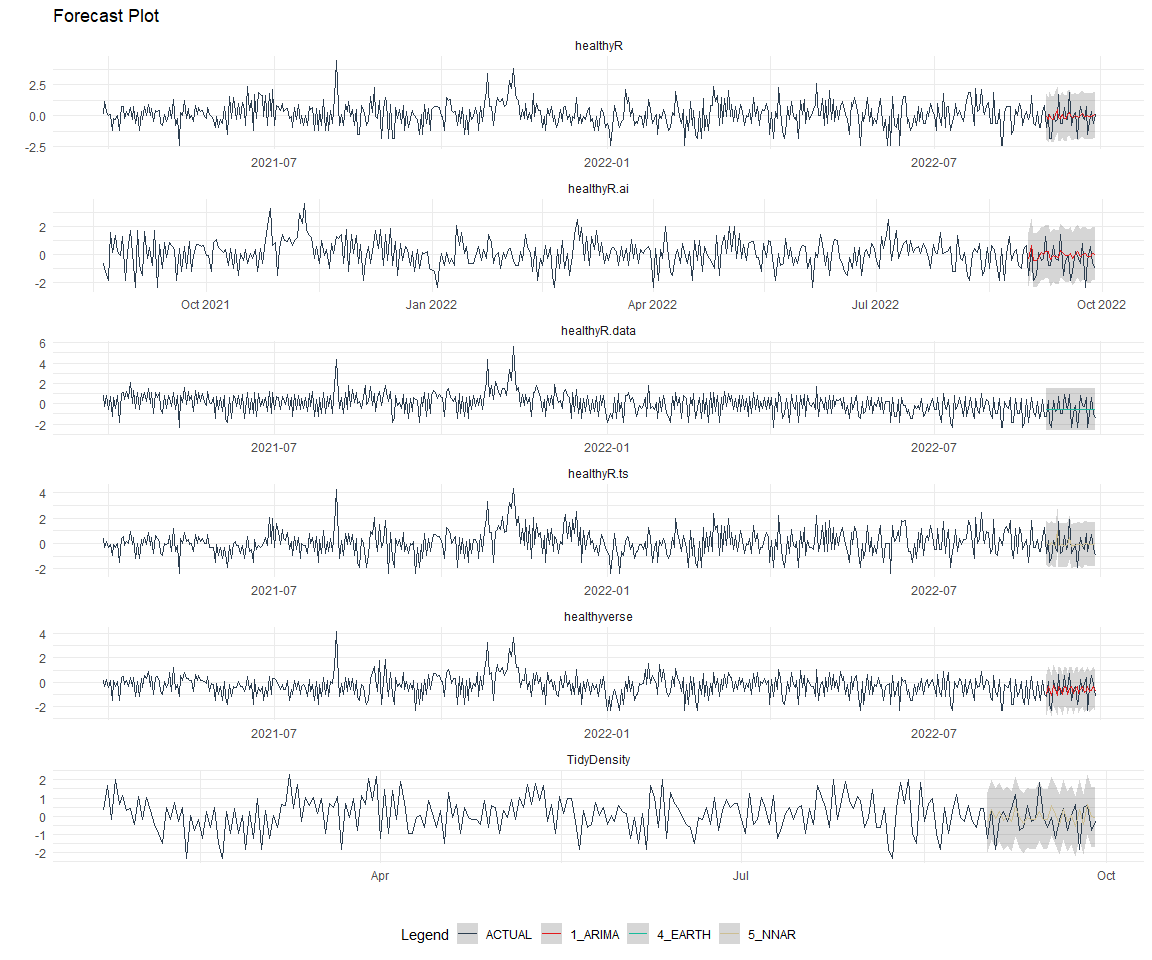 Forecast Plot
healthyR
2.5
0.0
-2.5
2021-07 2022-01 2022-07
healthyR.ai
2
0
-2
Oct 2021 Jan 2022 Apr 2022 Jul 2022 Oct 2022
healthyR.data
6
4
2
0
-2
2021-07 2022-01 2022-07
healthyR.ts
4
2
0
-2
2021-07 2022-01 2022-07
healthyverse
4
2
0
-2
2021-07 2022-01 2022-07
TidyDensity
2
1
0
-1
-2
Apr Jul Oct
Legend ACTUAL 1_ARIMA 4_EARTH 5_NNAR